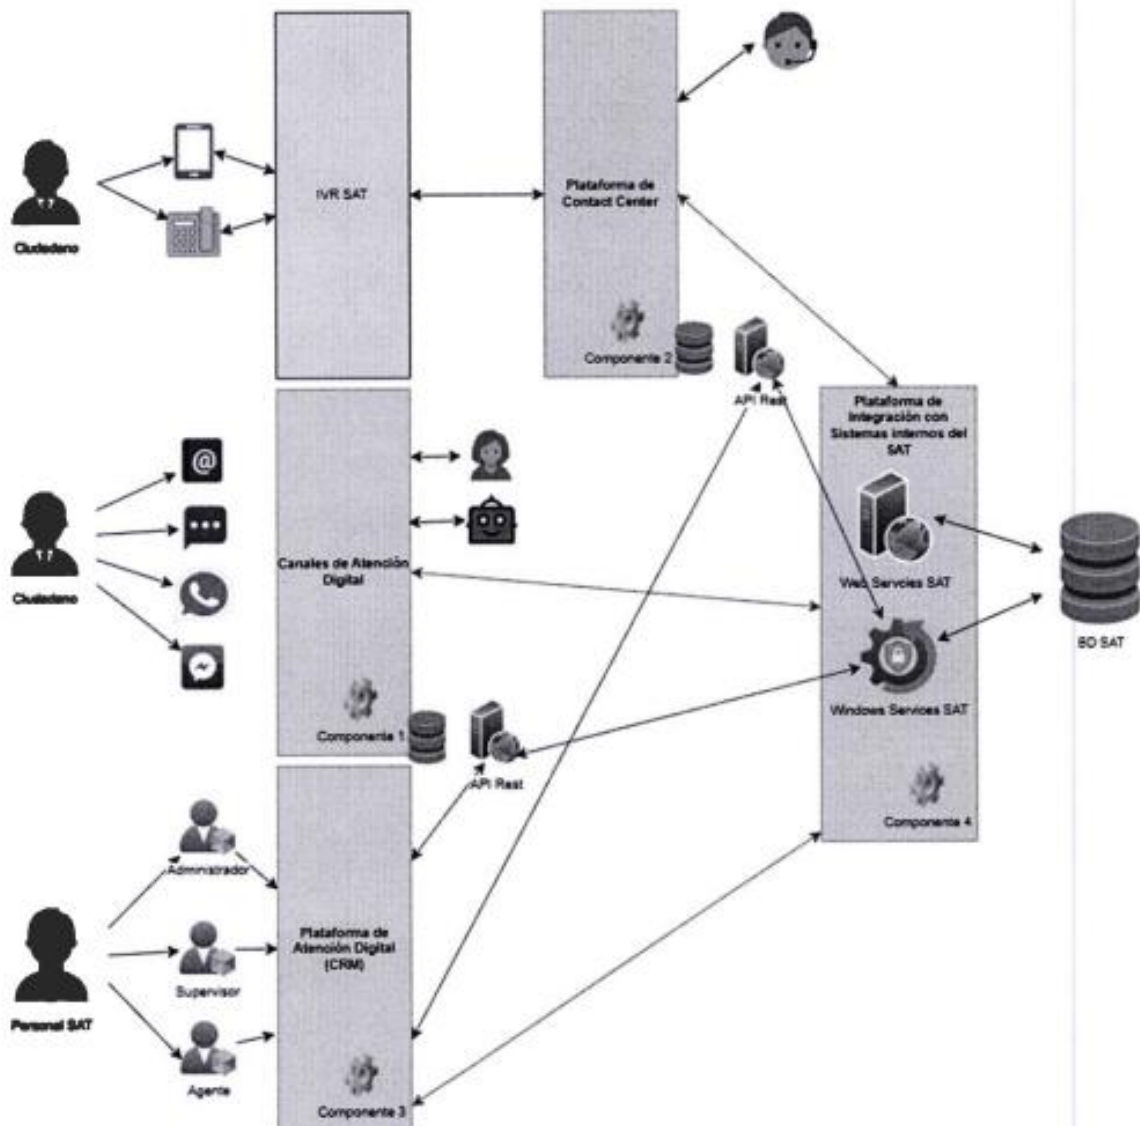 IVR SAT
Plataforma de
Contact Center
Ciudadano
Componente 2
API Rest
Plataforma de
Integración con
Sistemas internos del
SAT
Canales de Atención
Digital
Web Servcies SAT
Ciudadano
BD SAT
Windows Services SAT
Componente 1
API Rest
Componente 4
Administrador
Plataforma de
Atención Digital
(CRM)
Supervisor
Personal SAT
Agente
Componente 3